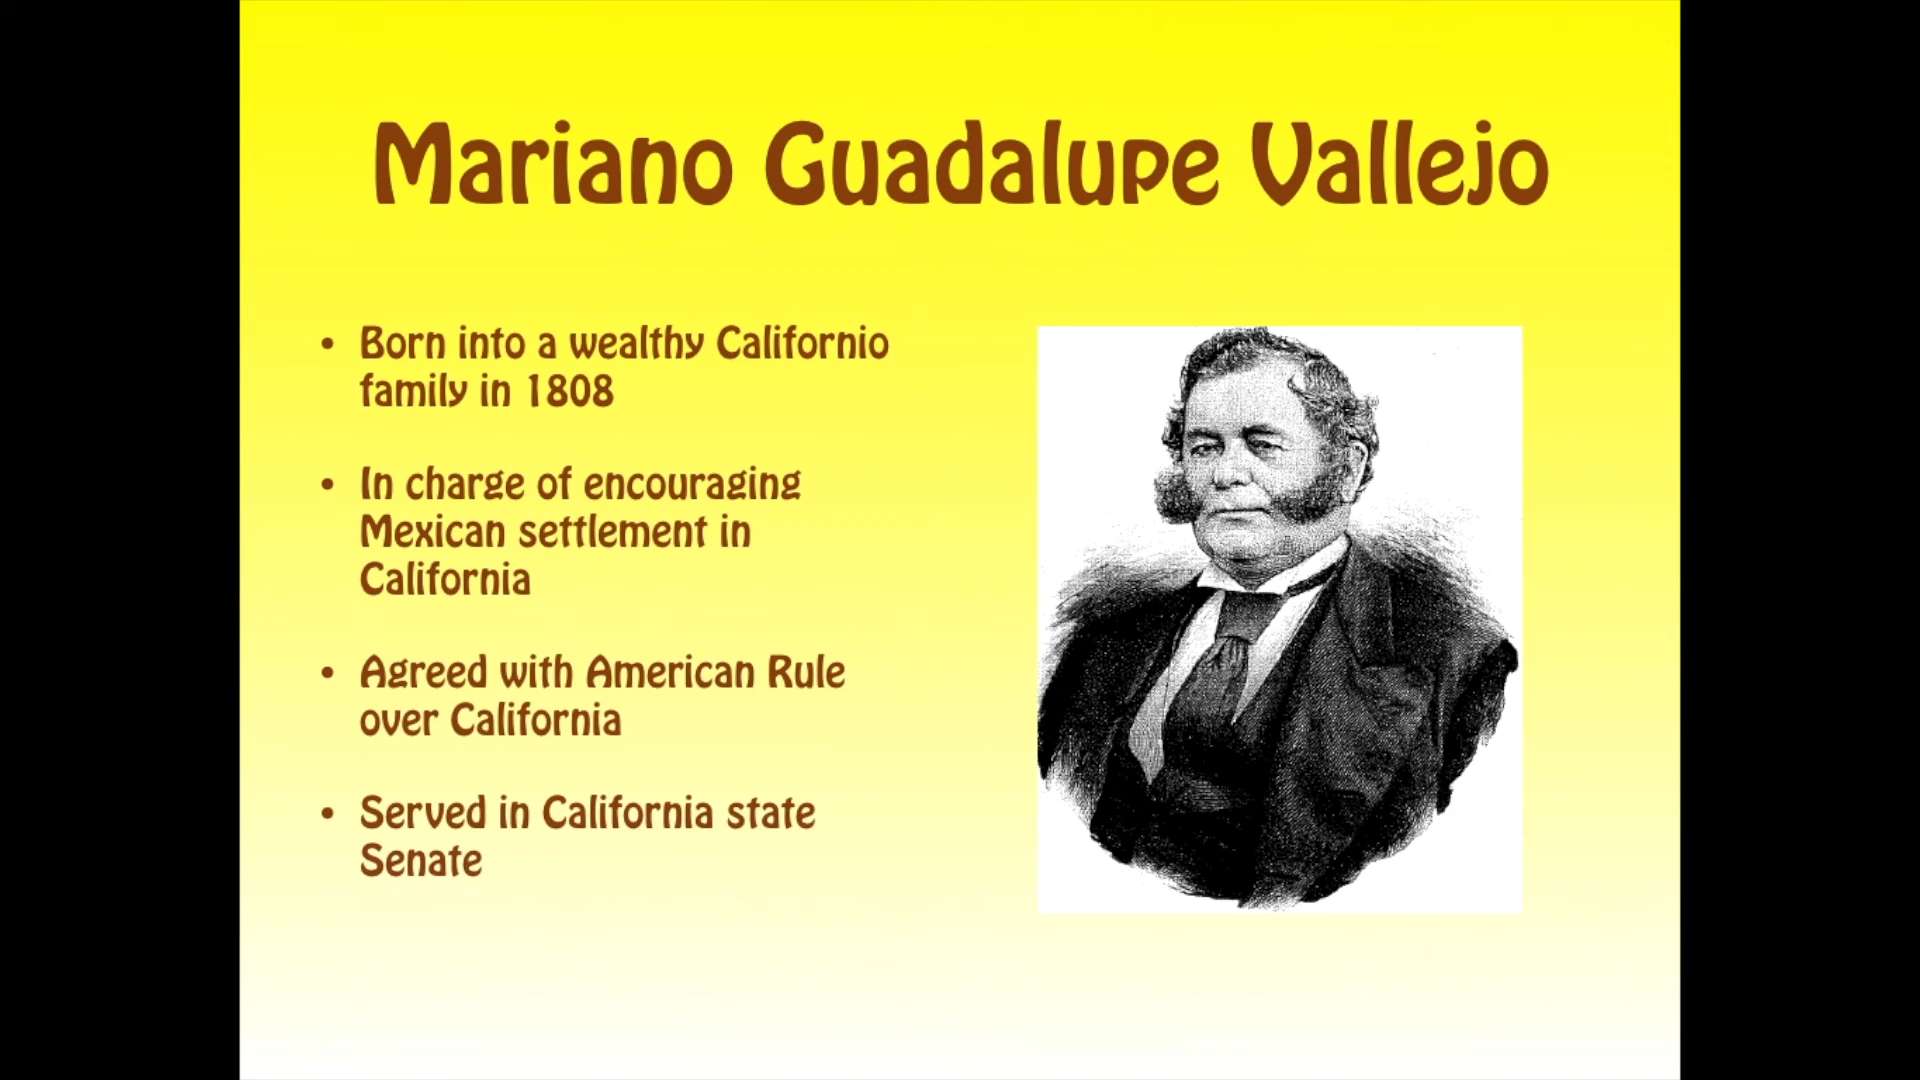 Mariano Guadalupe Vallejo
• Born into a wealthy Californio
family in 1808
• In charge of encouraging
Mexican settlement in
California
• Agreed with American Rule
over California
• Served in California state
Senate